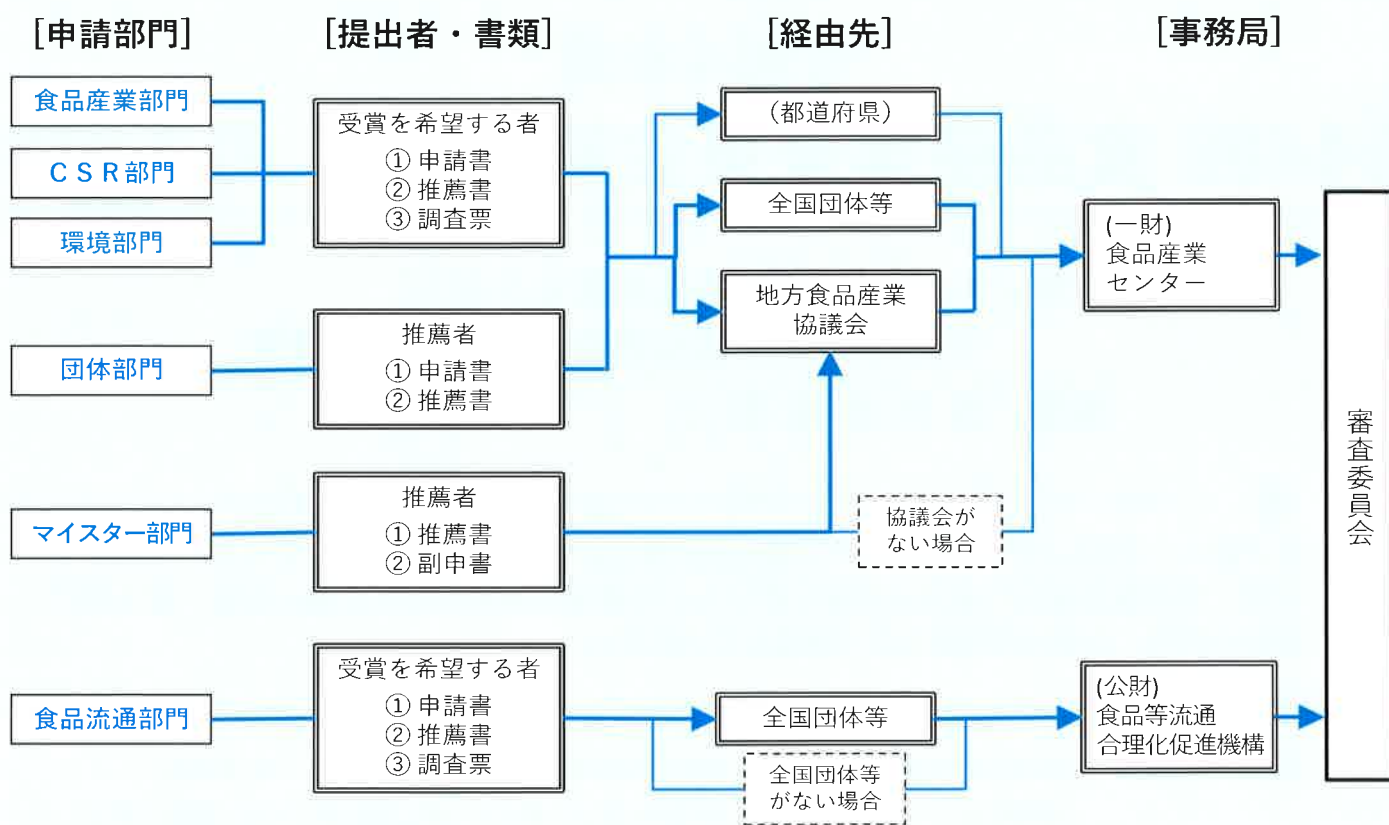 [申請部門]
[提出者・書類]
[経由先]
[事務局]
食品産業部門
CSR部門
環境部門
団体部門
マイスター部門
食品流通部門
受賞を希望する者
① 申請書
② 推薦書
③ 調査票
推薦者
① 申請書
② 推薦書
推薦者
① 推薦書
② 副申書
受賞を希望する者
① 申請書
② 推薦書
③ 調査票
(都道府県)
全国団体等
地方食品産業
協議会
協議会が
ない場合
全国団体等
全国団体等
がない場合
(一財)
食品産業
センター
(公財)
食品等流通
合理化促進機構
審査委員会